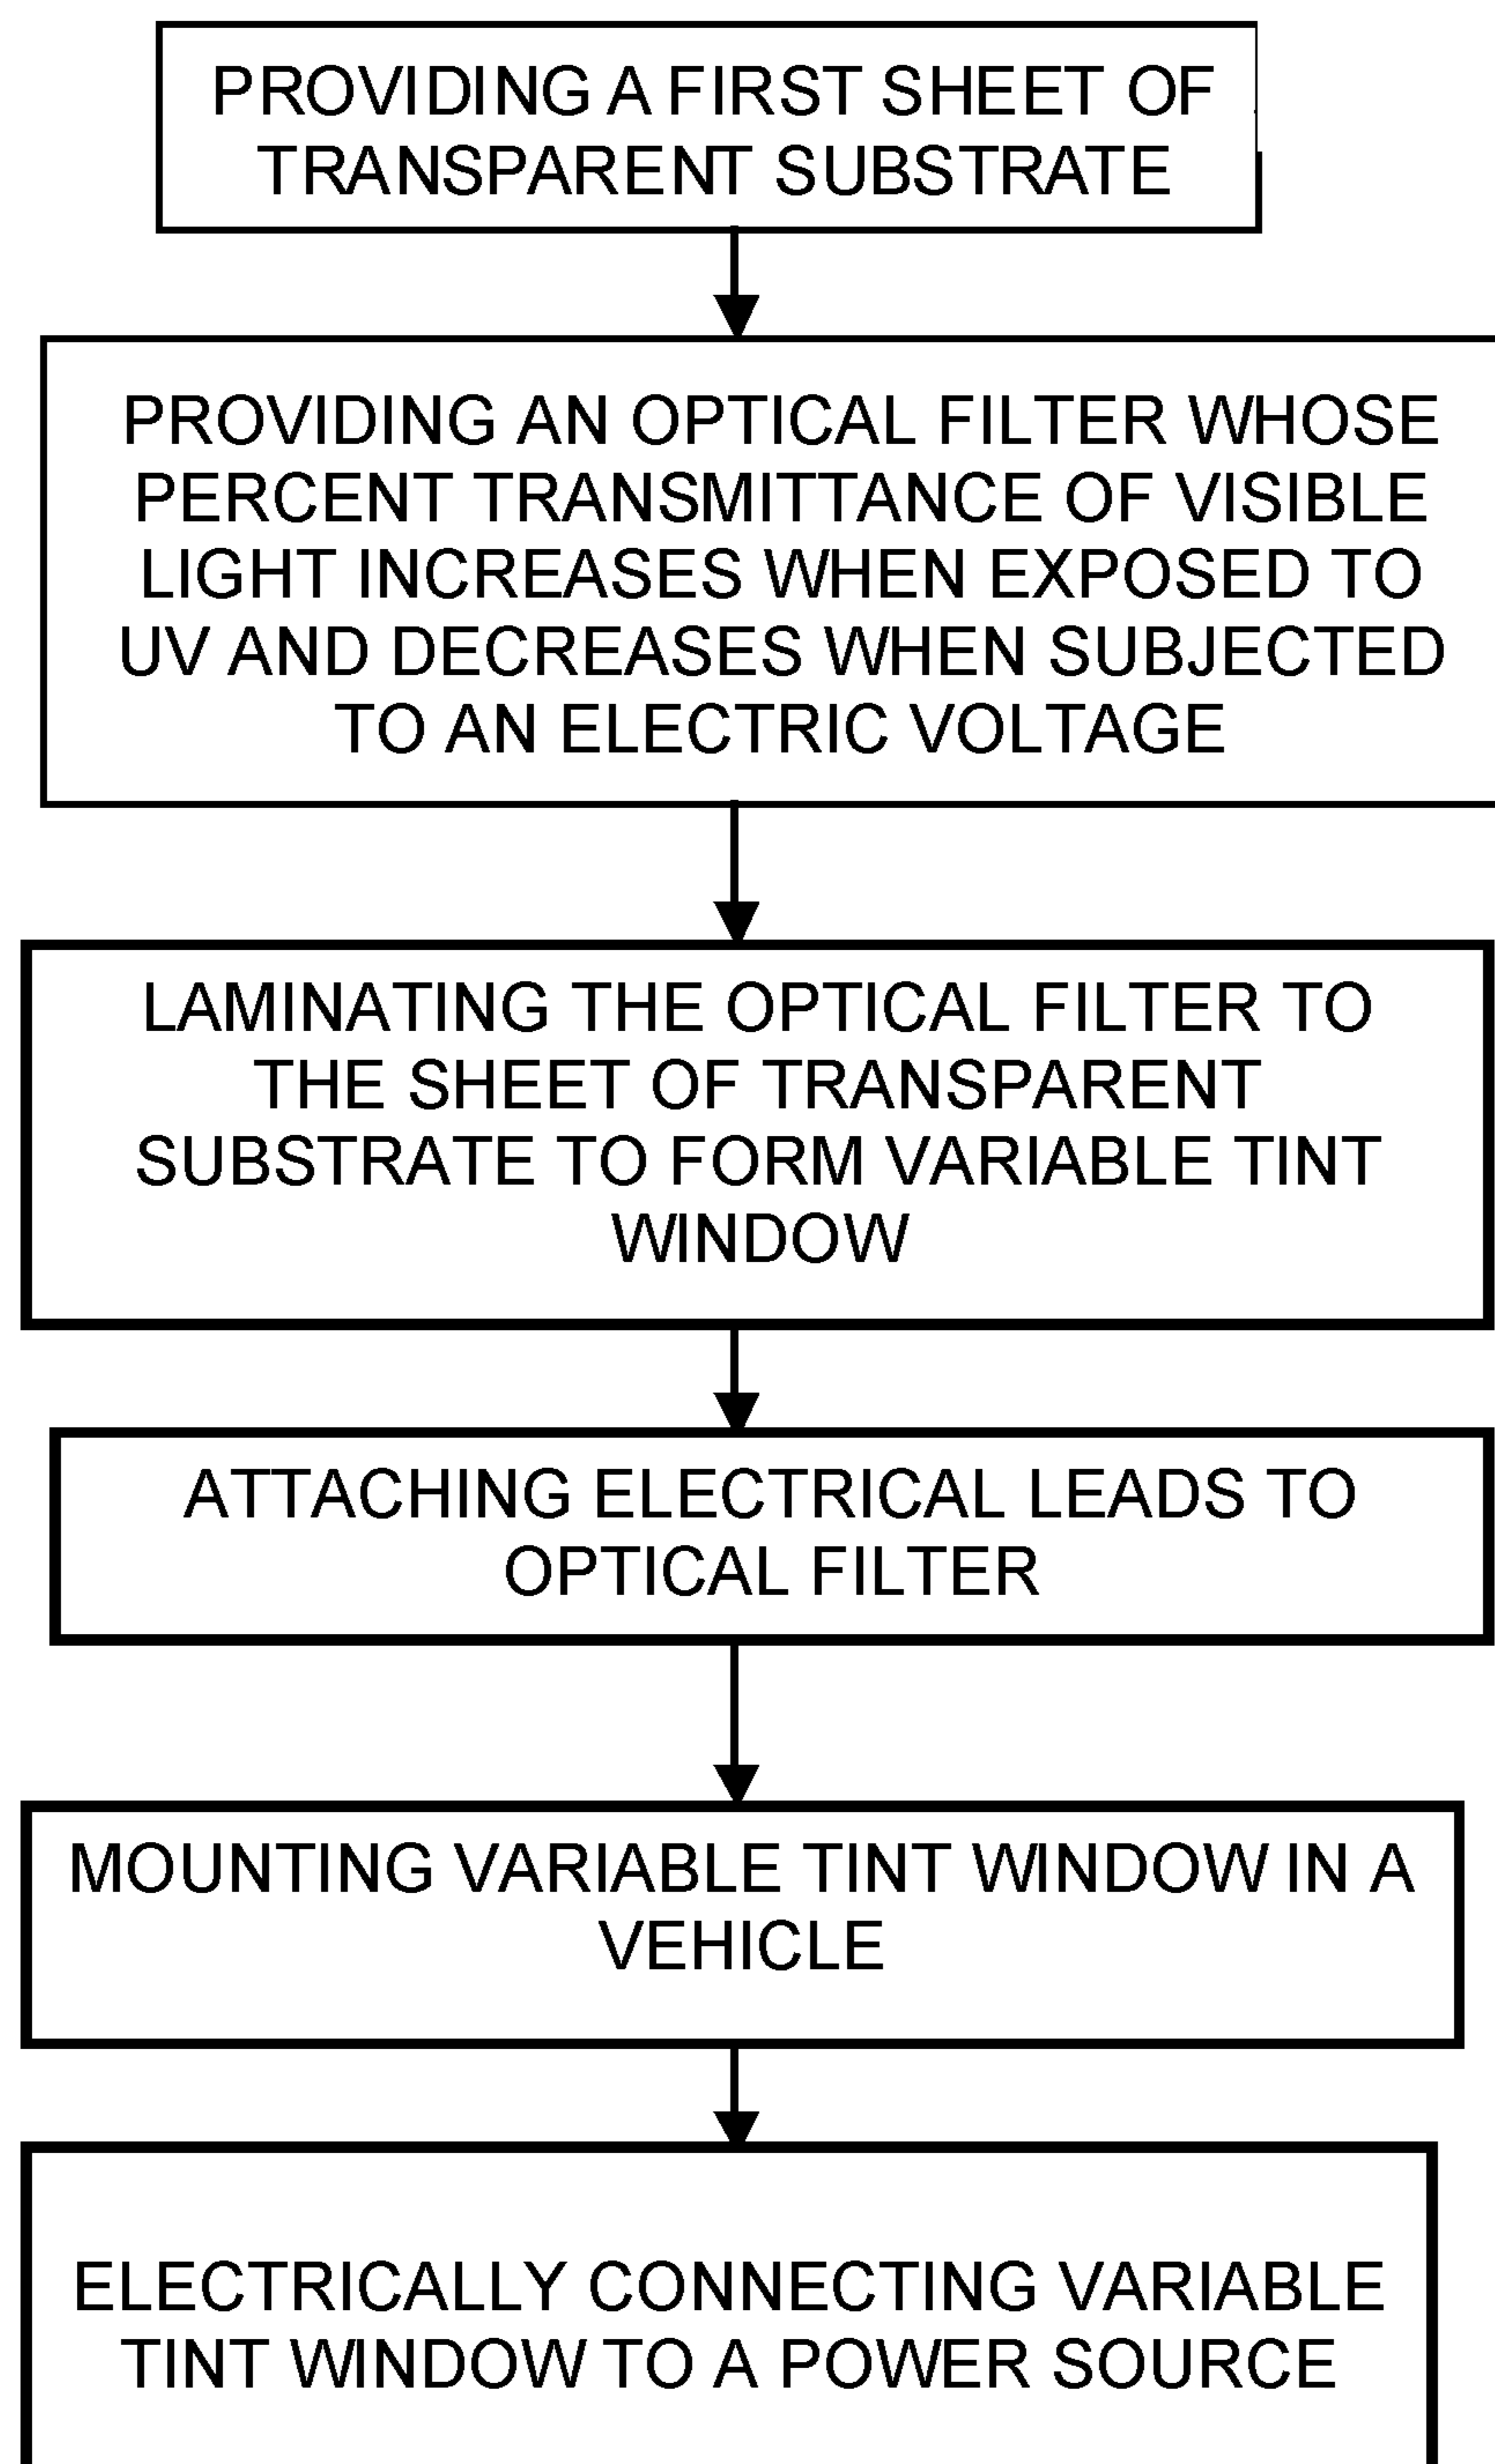 PROVIDING A FIRST SHEET OF
TRANSPARENT SUBSTRATE
PROVIDING AN OPTICAL FILTER WHOSE
PERCENT TRANSMITTANCE OF VISIBLE
LIGHT INCREASES WHEN EXPOSED TO
UV AND DECREASES WHEN SUBJECTED
TO AN ELECTRIC VOLTAGE
LAMINATING THE OPTICAL FILTER TO
THE SHEET OF TRANSPARENT
SUBSTRATE TO FORM VARIABLE TINT
WINDOW
ATTACHING ELECTRICAL LEADS TO
OPTICAL FILTER
MOUNTING VARIABLE TINT WINDOW IN A
VEHICLE
ELECTRICALLY CONNECTING VARIABLE
TINT WINDOW TO A POWER SOURCE